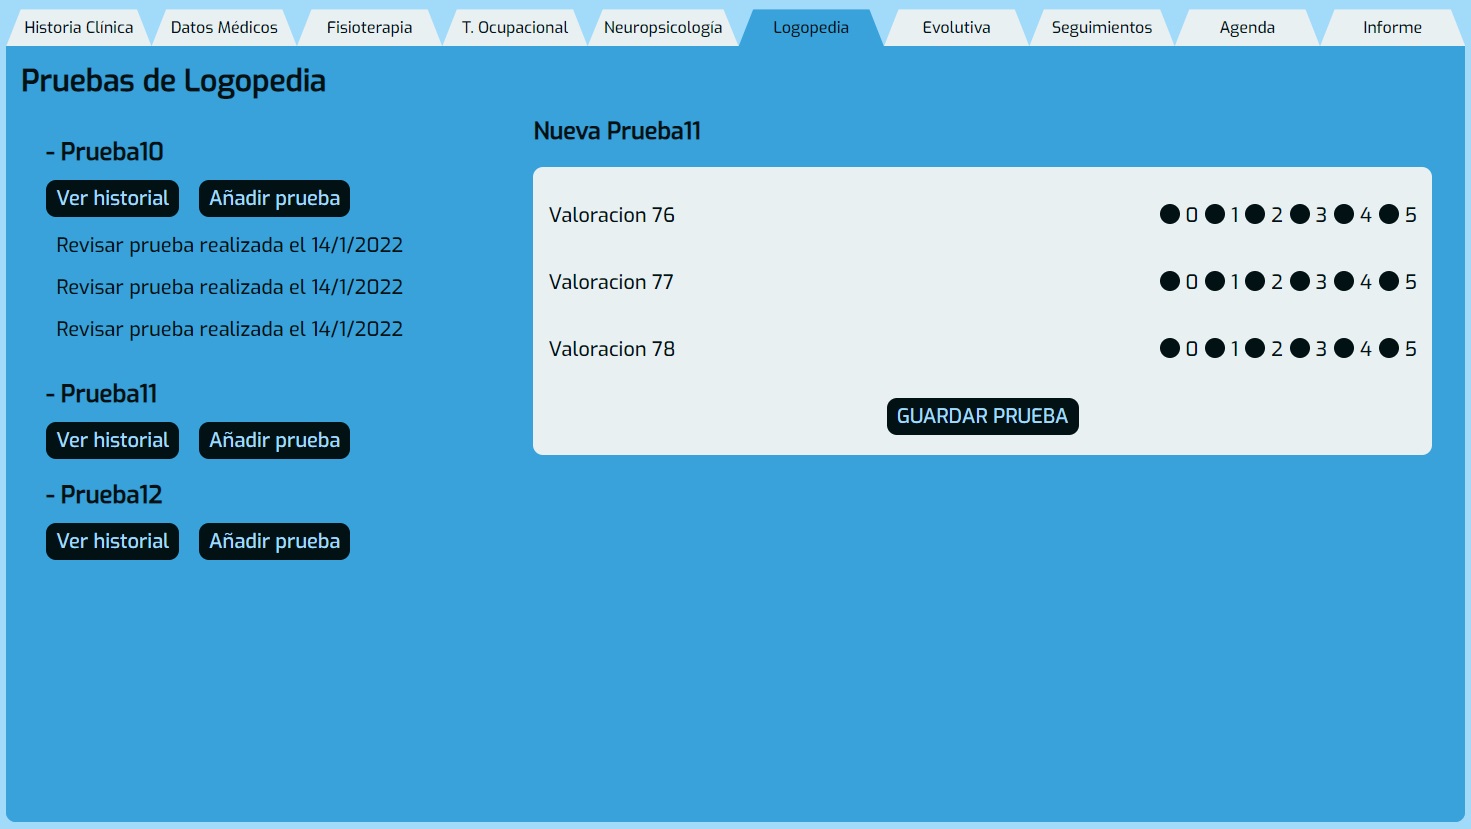 Historia Clínica Datos Médicos Fisioterapia T. Ocupacional Neuropsicología Logopedia Evolutiva Seguimientos Agenda Informe
Pruebas de Logopedia
- Prueba10
Ver historial Añadir prueba
Revisar prueba realizada el 14/1/2022
Revisar prueba realizada el 14/1/2022
Revisar prueba realizada el 14/1/2022
- Prueba11
Ver historial Añadir prueba
- Prueba12
Ver historial Añadir prueba
Nueva Prueba11
Valoracion 76 0 1 2 3 4 5
Valoracion 77 0 1 2 3 4 5
Valoracion 78 0 1 2 3 4 5
GUARDAR PRUEBA